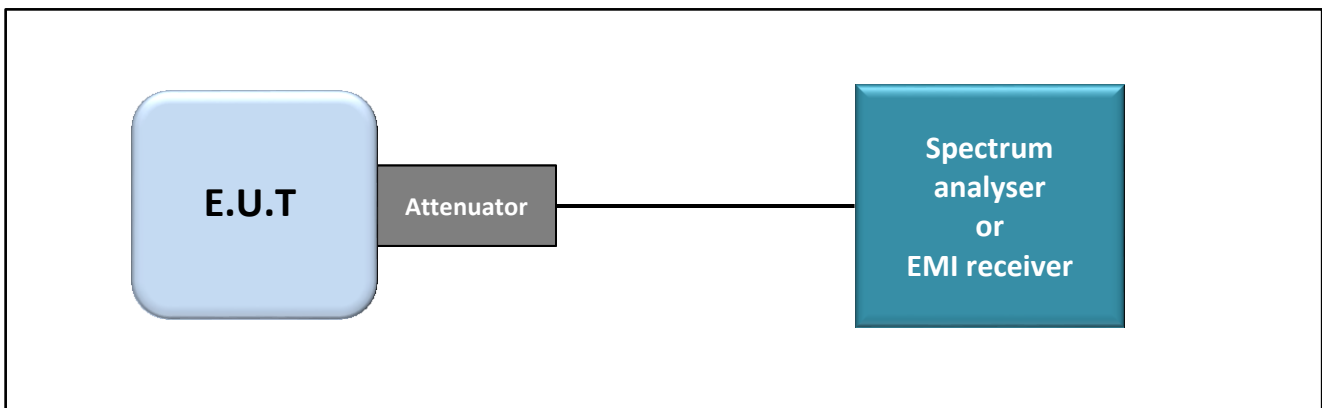 E.U.T
Attenuator
Spectrum
analyser
or
EMI receiver